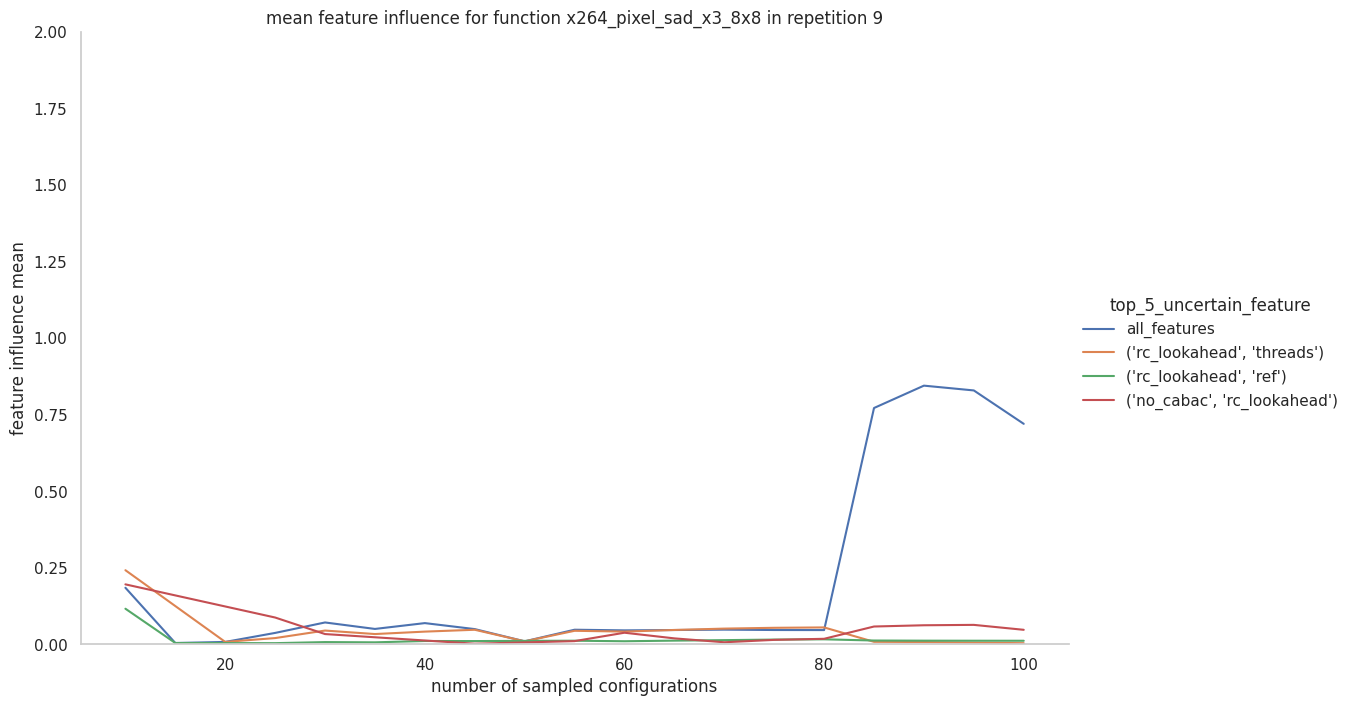 mean feature influence for function x264_pixel_sad_x3_8x8 in repetition 9
2.00
1.75
1.50
1.25
1.00
0.75
0.50
0.25
0.00
feature influence mean
20
40
60
80
100
number of sampled configurations
top_5_uncertain_feature
all_features
('rc_lookahead', 'threads')
('rc_lookahead', 'ref')
('no_cabac', 'rc_lookahead')